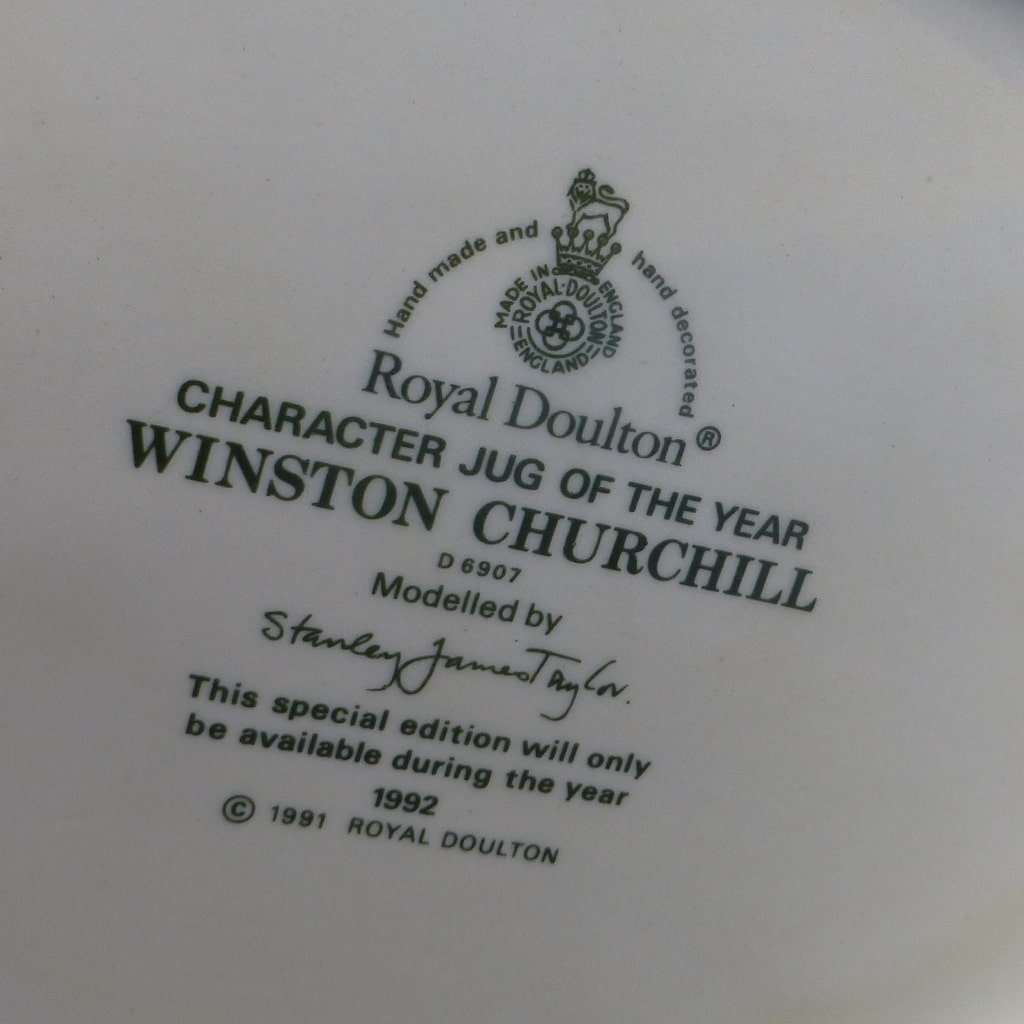 Hand made and hand decorated
MADE IN ENGLAND
ROYAL·DOULTON
ENGLAND
Royal Doulton®
CHARACTER JUG OF THE YEAR
WINSTON CHURCHILL
D 6907
Modelled by
Stanley James Taylor.
This special edition will only
be available during the year
1992
© 1991 ROYAL DOULTON